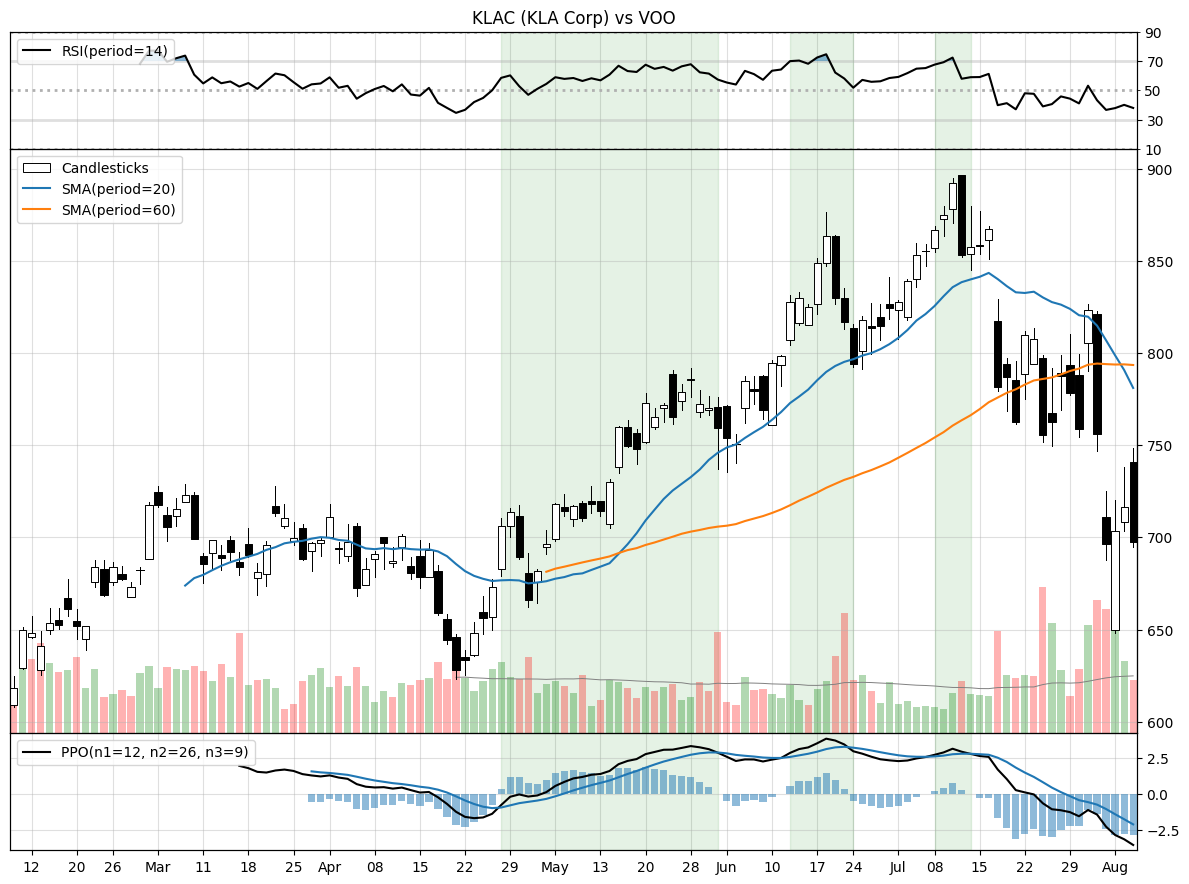 KLAC (KLA Corp) vs VOO
RSI(period=14)
90
70
50
30
10
Candlesticks
SMA(period=20)
SMA(period=60)
900
850
800
750
700
650
600
PPO(n1=12, n2=26, n3=9)
2.5
0.0
−2.5
12 20 26 Mar 11 18 25 Apr 08 15 22 29 May 13 20 28 Jun 10 17 24 Jul 08 15 22 29 Aug